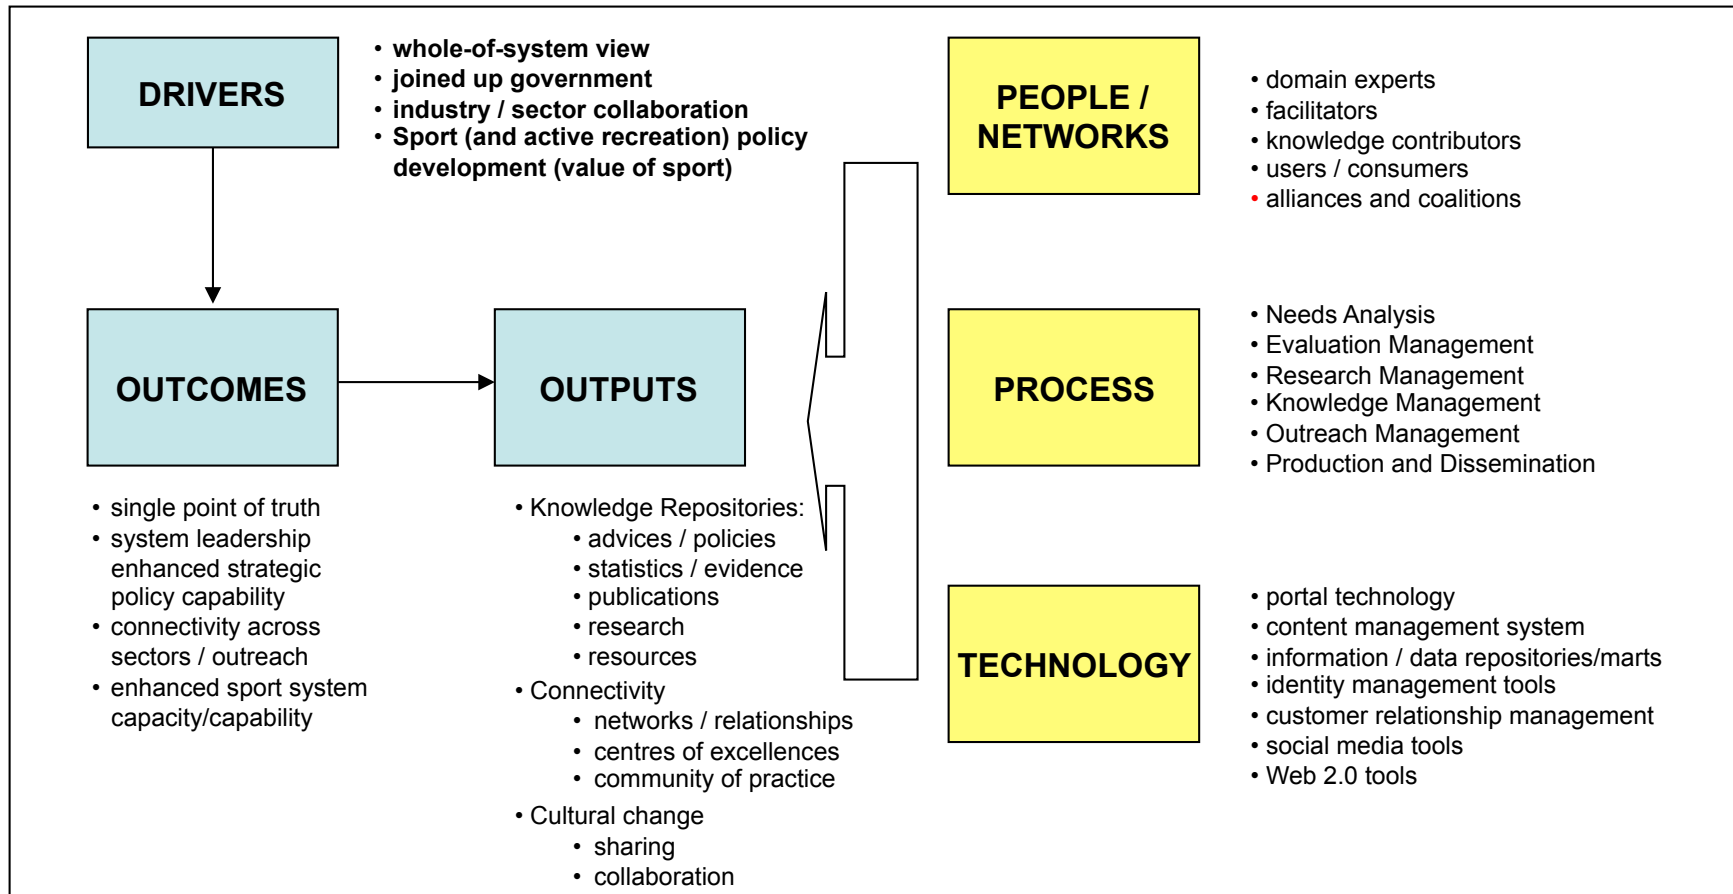 DRIVERS
• whole-of-system view
• joined up government
• industry / sector collaboration
• Sport (and active recreation) policy
development (value of sport)
OUTCOMES
• single point of truth
• system leadership
enhanced strategic
policy capability
• connectivity across
sectors / outreach
• enhanced sport system
capacity/capability
OUTPUTS
• Knowledge Repositories:
• advices / policies
• statistics / evidence
• publications
• research
• resources
• Connectivity
• networks / relationships
• centres of excellences
• community of practice
• Cultural change
• sharing
• collaboration
PEOPLE /
NETWORKS
• domain experts
• facilitators
• knowledge contributors
• users / consumers
• alliances and coalitions
PROCESS
• Needs Analysis
• Evaluation Management
• Research Management
• Knowledge Management
• Outreach Management
• Production and Dissemination
TECHNOLOGY
• portal technology
• content management system
• information / data repositories/marts
• identity management tools
• customer relationship management
• social media tools
• Web 2.0 tools